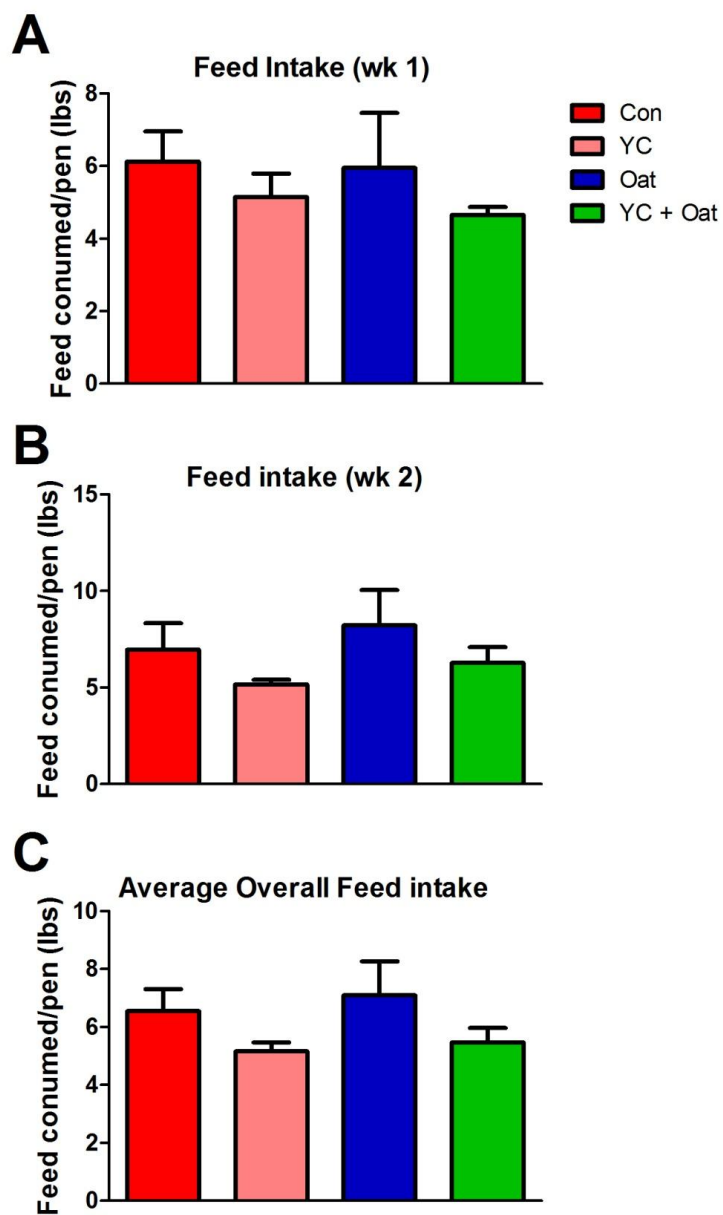 A
Feed Intake (wk 1)
Feed conumed/pen (lbs)
8
6
4
2
0
Con
YC
Oat
YC + Oat
B
Feed intake (wk 2)
Feed conumed/pen (lbs)
15
10
5
0
C
Average Overall Feed intake
Feed conumed/pen (lbs)
10
8
6
4
2
0